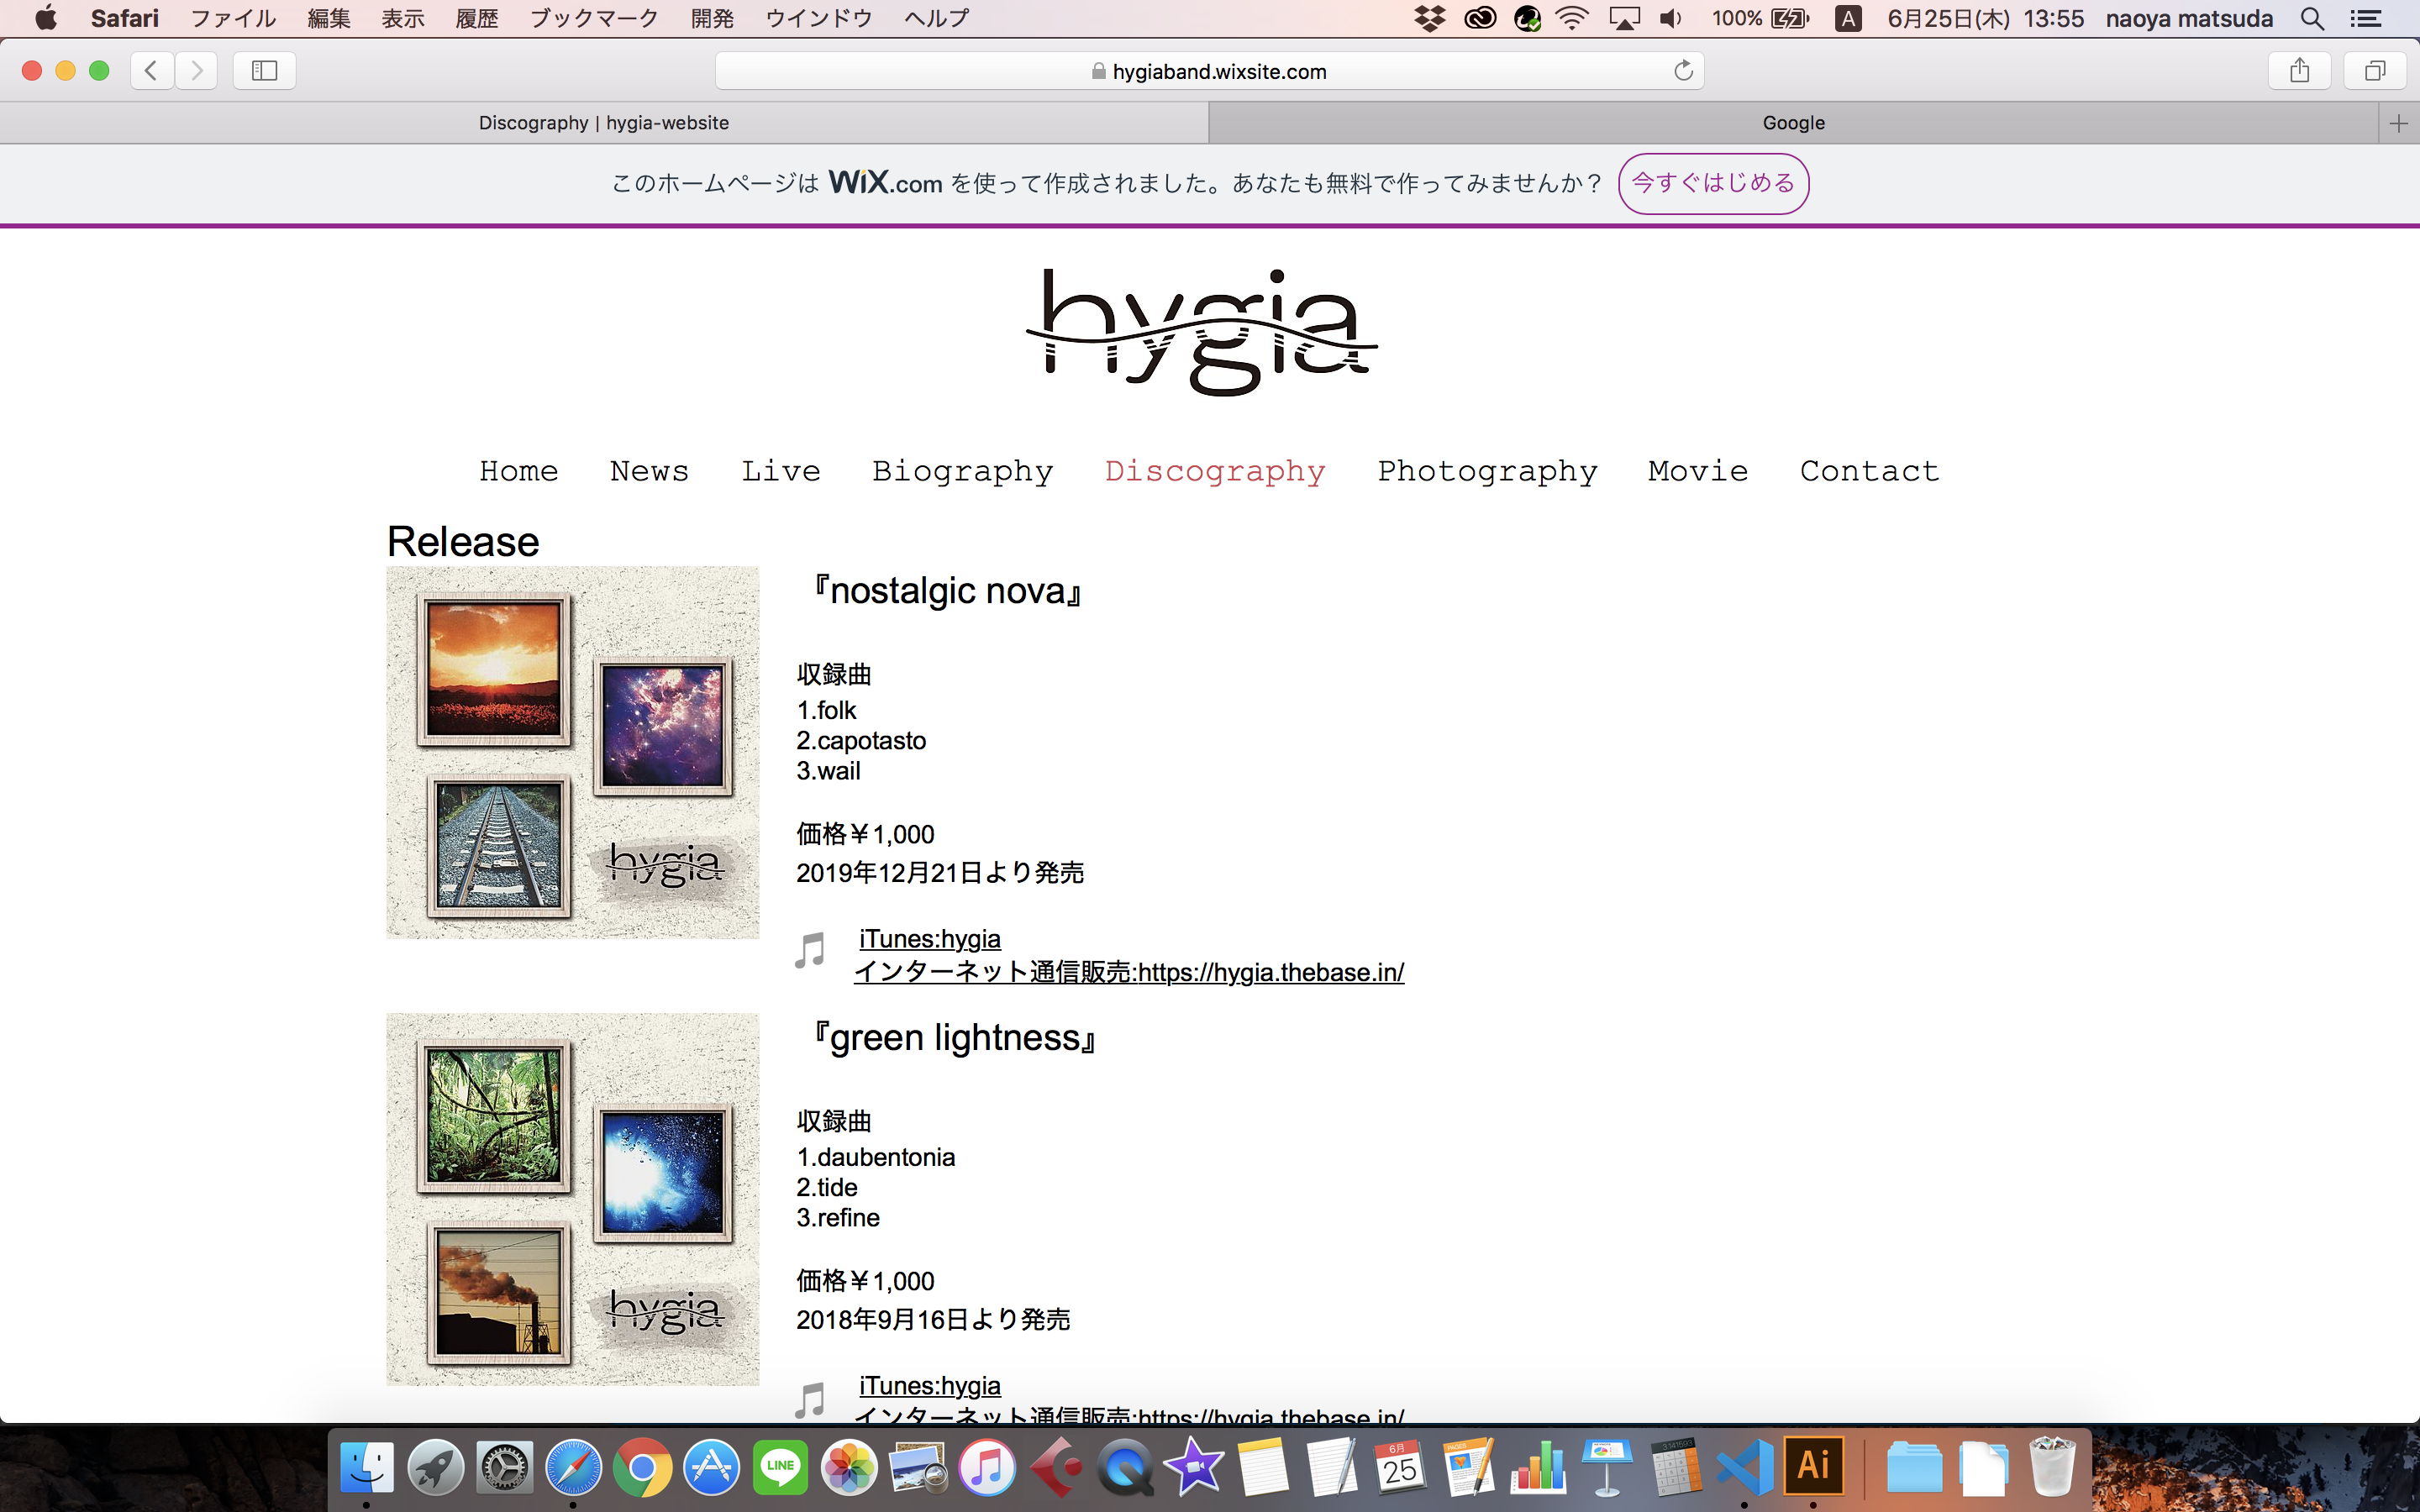 Safari ファイル 編集 表示 履歴 ブックマーク 開発 ウインドウ ヘルプ 100% A 6月25日(木) 13:55 naoya matsuda
hygiaband.wixsite.com
Discography | hygia-website Google
このホームページは WiX.com を使って作成されました。あなたも無料で作ってみませんか？ 今すぐはじめる
hygia
Home News Live Biography Discography Photography Movie Contact
Release
『nostalgic nova』
収録曲
1.folk
2.capotasto
3.wail
価格￥1,000
2019年12月21日より発売
hygia
iTunes:hygia
インターネット通信販売:https://hygia.thebase.in/
『green lightness』
収録曲
1.daubentonia
2.tide
3.refine
価格￥1,000
2018年9月16日より発売
hygia
iTunes:hygia
インターネット通信販売:https://hygia.thebase.in/
LINE 6月 25 PAGES Ai